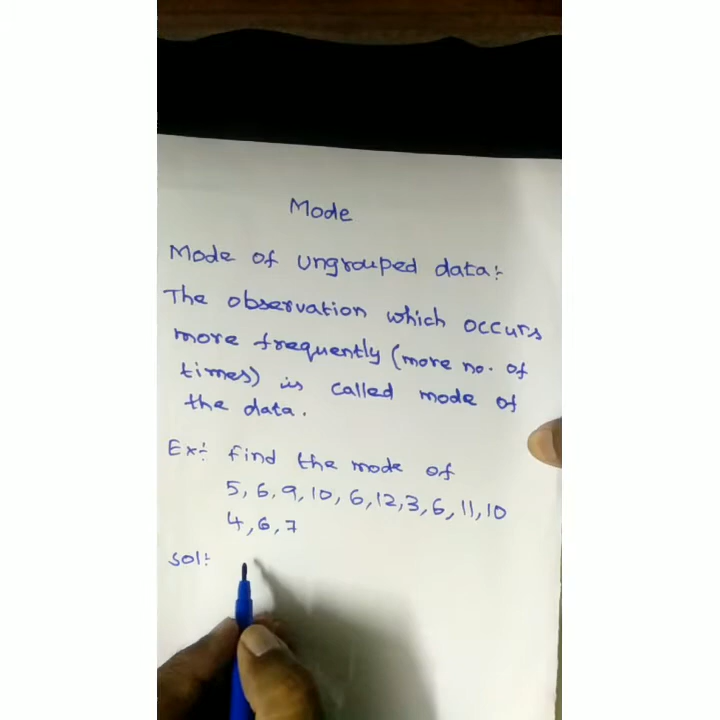 Mode
Mode of ungrouped data:-
The observation which occurs
more frequently (more no. of
times) is called mode of
the data.
Ex:- find the mode of
5, 6, 9, 10, 6, 12, 3, 6, 11, 10
4, 6, 7
Sol:-